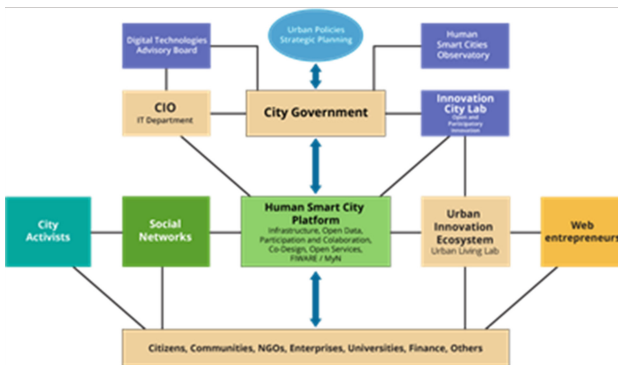 Urban Policies
Strategic Planning
Digital Technologies
Advisory Board
Human
Smart Cities
Observatory
CIO
IT Department
City Government
Innovation
City Lab
Open and
Participatory
Innovation
City
Activists
Social
Networks
Human Smart City
Platform
Infrastructure, Open Data,
Participation and Colaboration,
Co-Design, Open Services,
FIWARE / MyN
Urban
Innovation
Ecosystem
Urban Living Lab
Web
entrepreneurs
Citizens, Communities, NGOs, Enterprises, Universities, Finance, Others